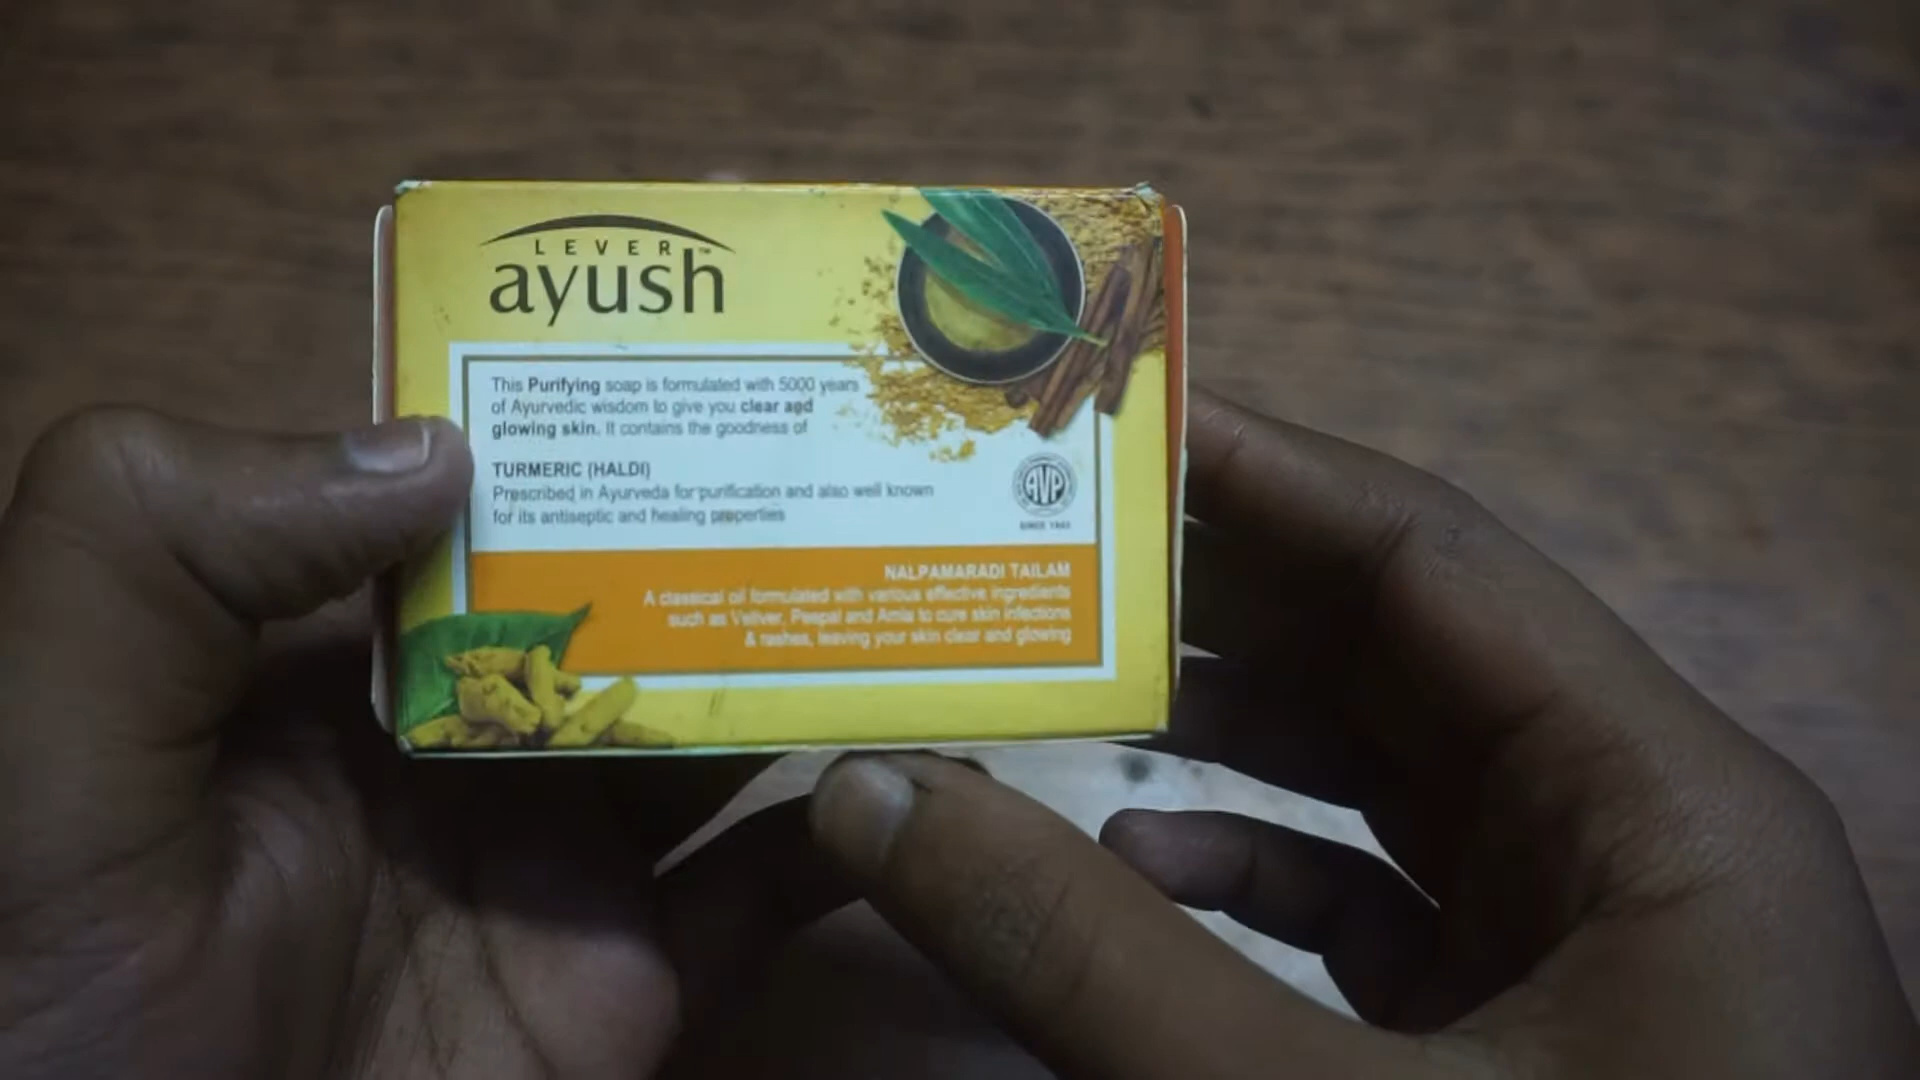 LEVER™
ayush
This Purifying soap is formulated with 5000 years
of Ayurvedic wisdom to give you clear and
glowing skin. It contains the goodness of
TURMERIC (HALDI)
Prescribed in Ayurveda for purification and also well known
for its antiseptic and healing properties
AVP
NALPAMARADI TAILAM
A classical oil formulated with various effective ingredients
such as Vetiver, Peepal and Amla to cure skin infections
& rashes, leaving your skin clear and glowing